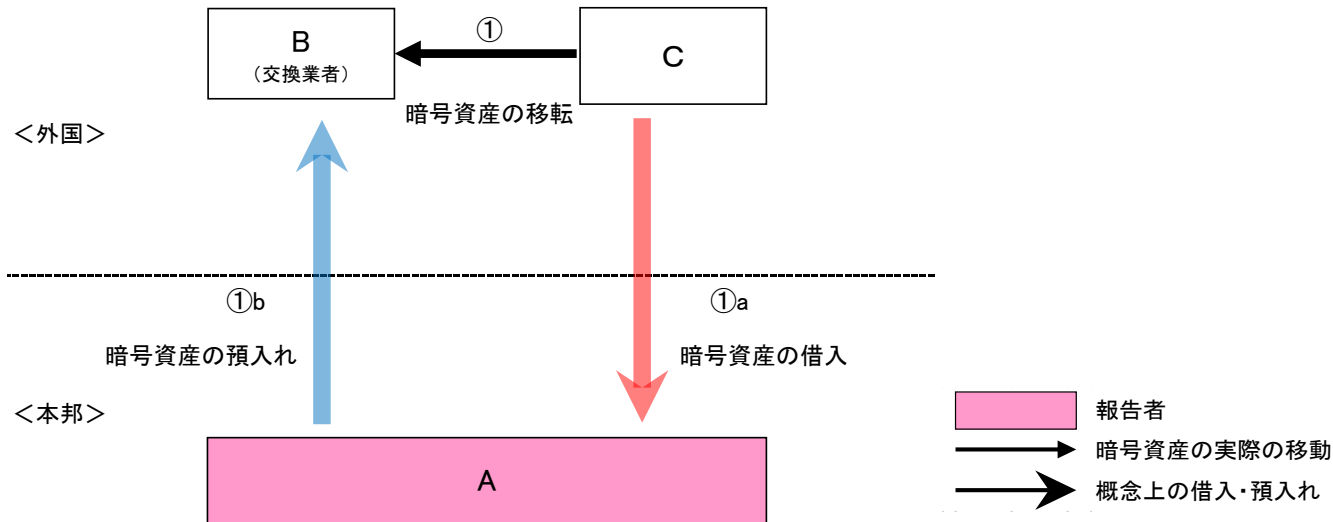 ①
B
(交換業者)
C
暗号資産の移転
<外国>
①b
①a
暗号資産の預入れ
暗号資産の借入
<本邦>
A
報告者
暗号資産の実際の移動
概念上の借入・預入れ